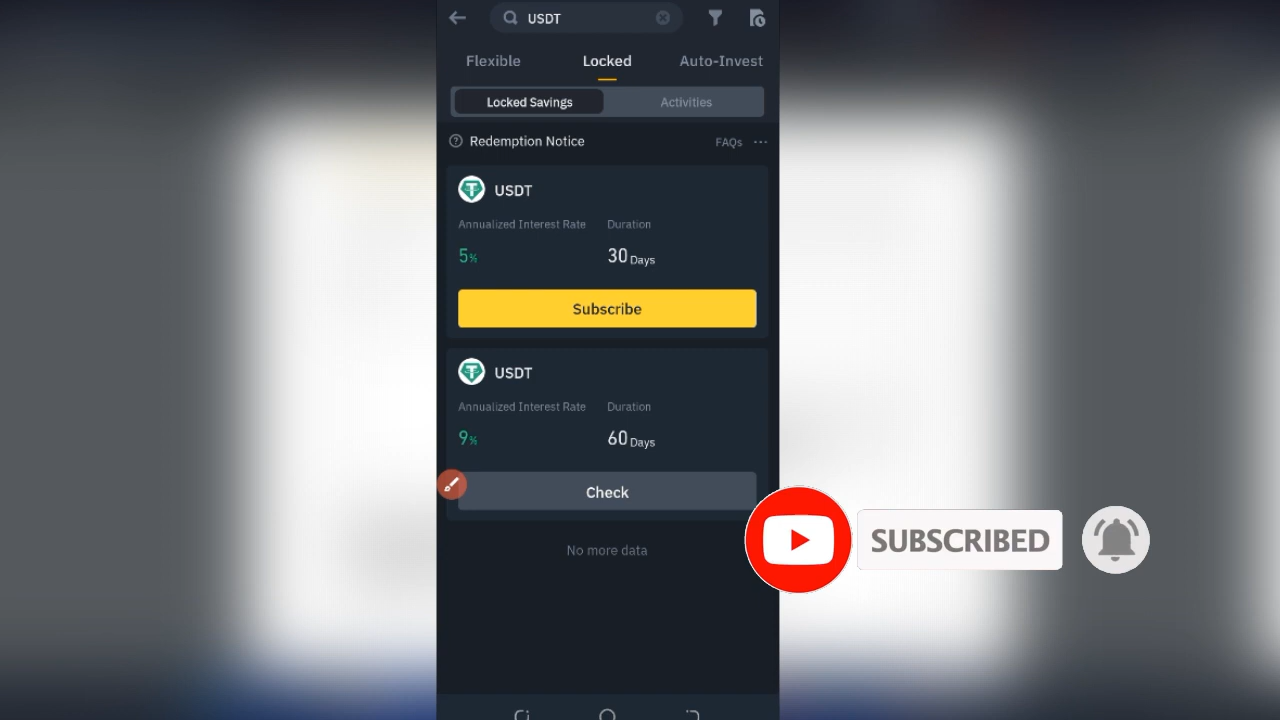 USDT
Flexible Locked Auto-Invest
Locked Savings Activities
Redemption Notice FAQs ...
USDT
Annualized Interest Rate Duration
5% 30 Days
Subscribe
USDT
Annualized Interest Rate Duration
9% 60 Days
Check
SUBSCRIBED
No more data